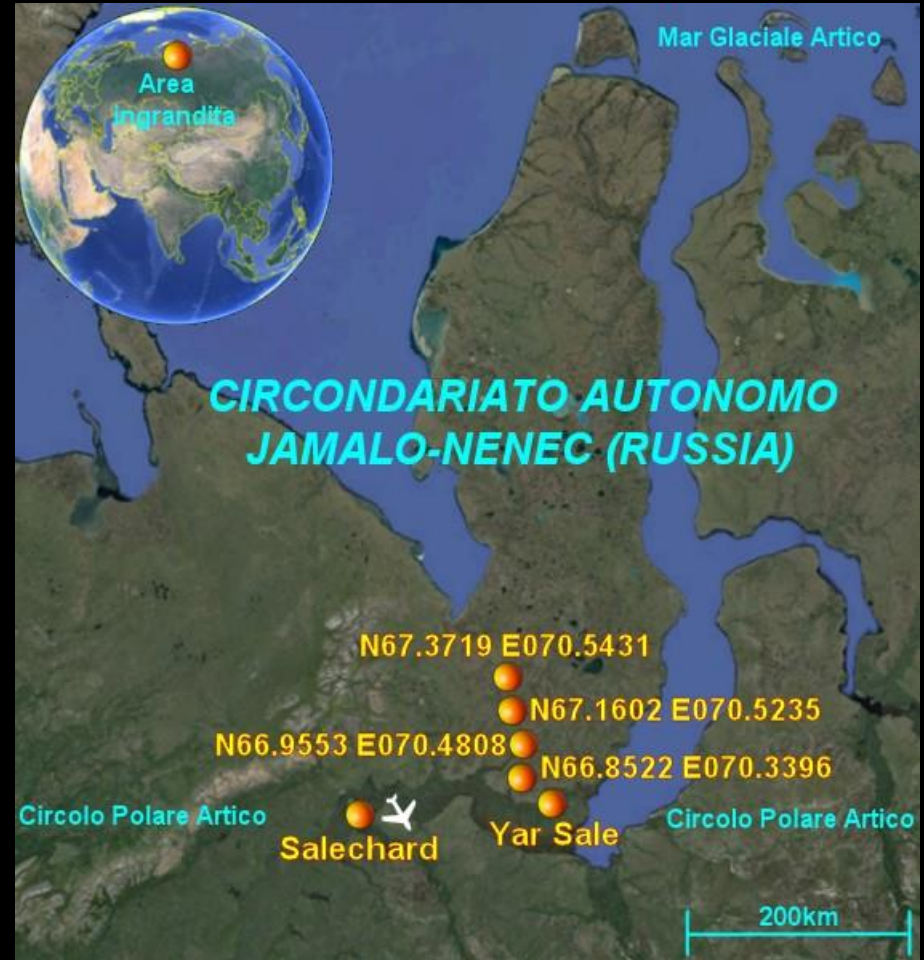 Mar Glaciale Artico
Area
ingrandita
CIRCONDARIATO AUTONOMO
JAMALO-NENEC (RUSSIA)
N67.3719 E070.5431
N67.1602 E070.5235
N66.9553 E070.4808
N66.8522 E070.3396
Circolo Polare Artico
Salechard
Yar Sale
Circolo Polare Artico
200km